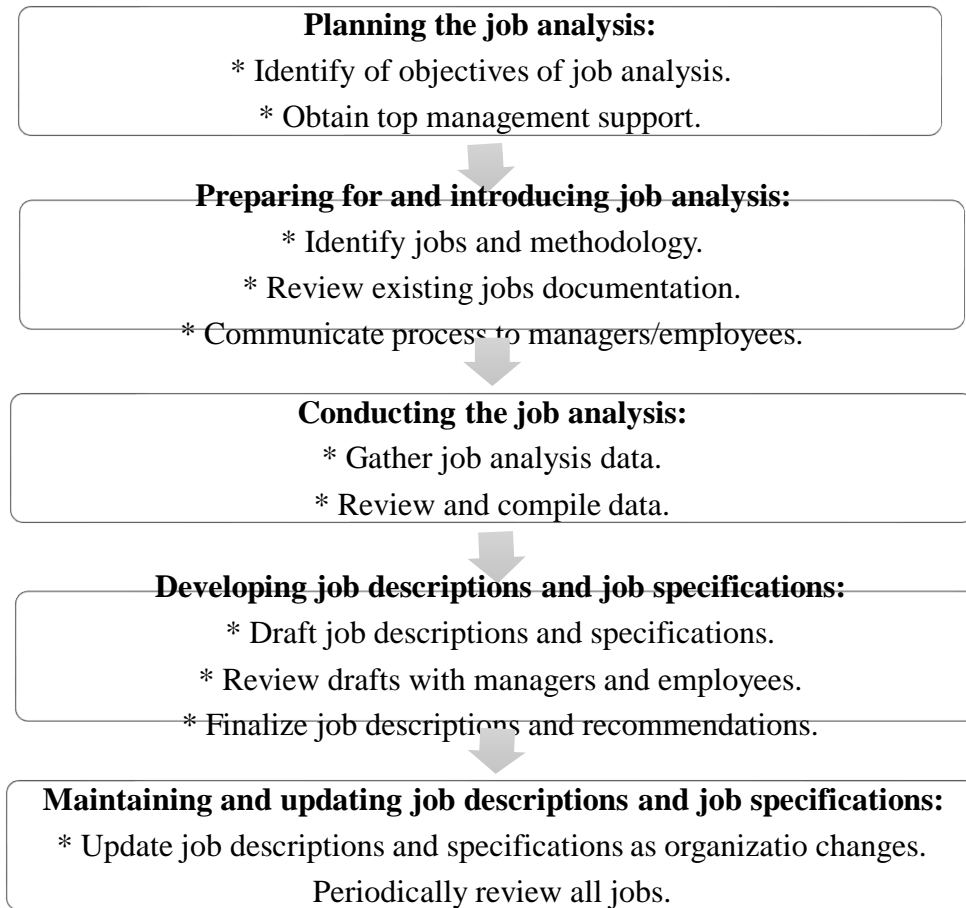 Planning the job analysis:
* Identify of objectives of job analysis.
* Obtain top management support.
Preparing for and introducing job analysis:
* Identify jobs and methodology.
* Review existing jobs documentation.
* Communicate process to managers/employees.
Conducting the job analysis:
* Gather job analysis data.
* Review and compile data.
Developing job descriptions and job specifications:
* Draft job descriptions and specifications.
* Review drafts with managers and employees.
* Finalize job descriptions and recommendations.
Maintaining and updating job descriptions and job specifications:
* Update job descriptions and specifications as organizatio changes.
Periodically review all jobs.